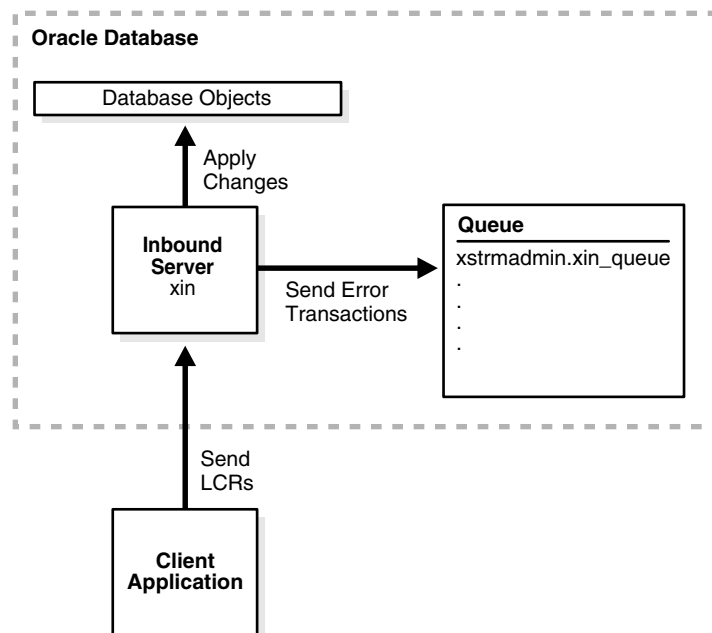 Oracle Database
Database Objects
Apply
Changes
Inbound
Server
xin
Send Error
Transactions
Queue
xstrmadmin.xin_queue
.
.
.
.
Send
LCRs
Client
Application